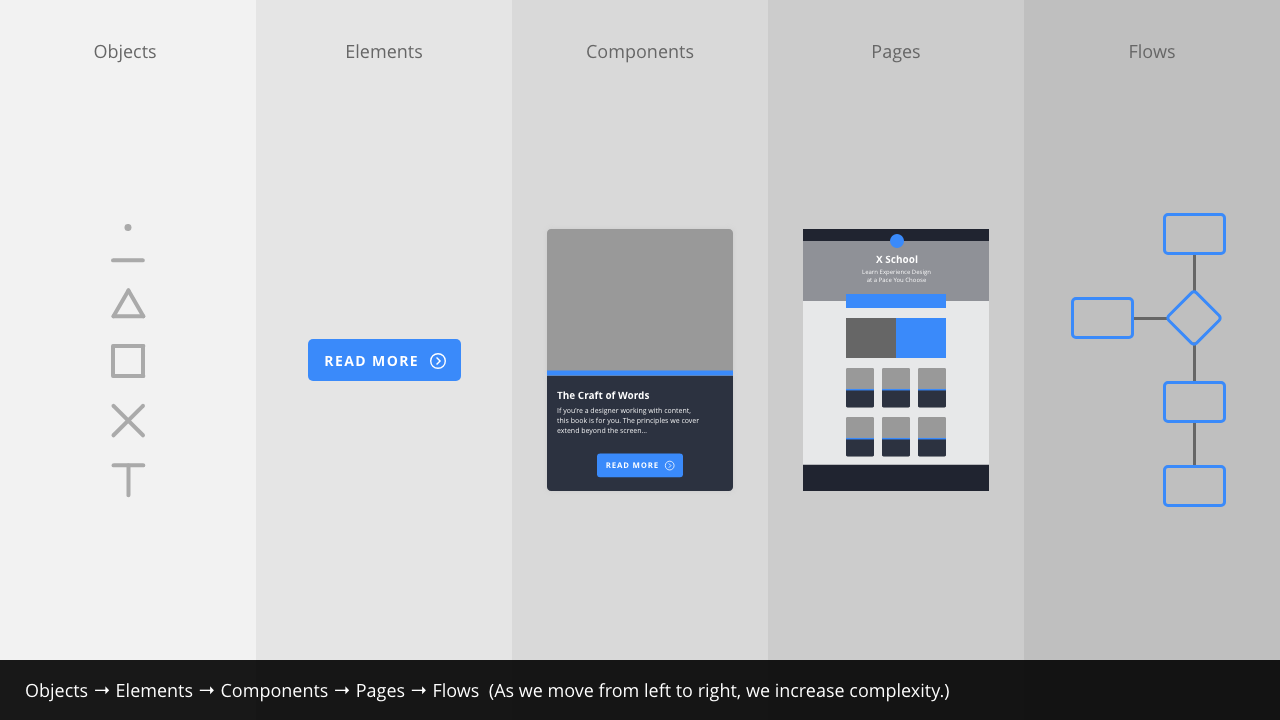 Objects
Elements
Components
Pages
Flows
READ MORE
The Craft of Words
If you're a designer working with content,
this book is for you. The principles we cover
extend beyond the screen...
READ MORE
X School
Learn Experience Design
at a Pace You Choose
Objects → Elements → Components → Pages → Flows (As we move from left to right, we increase complexity.)